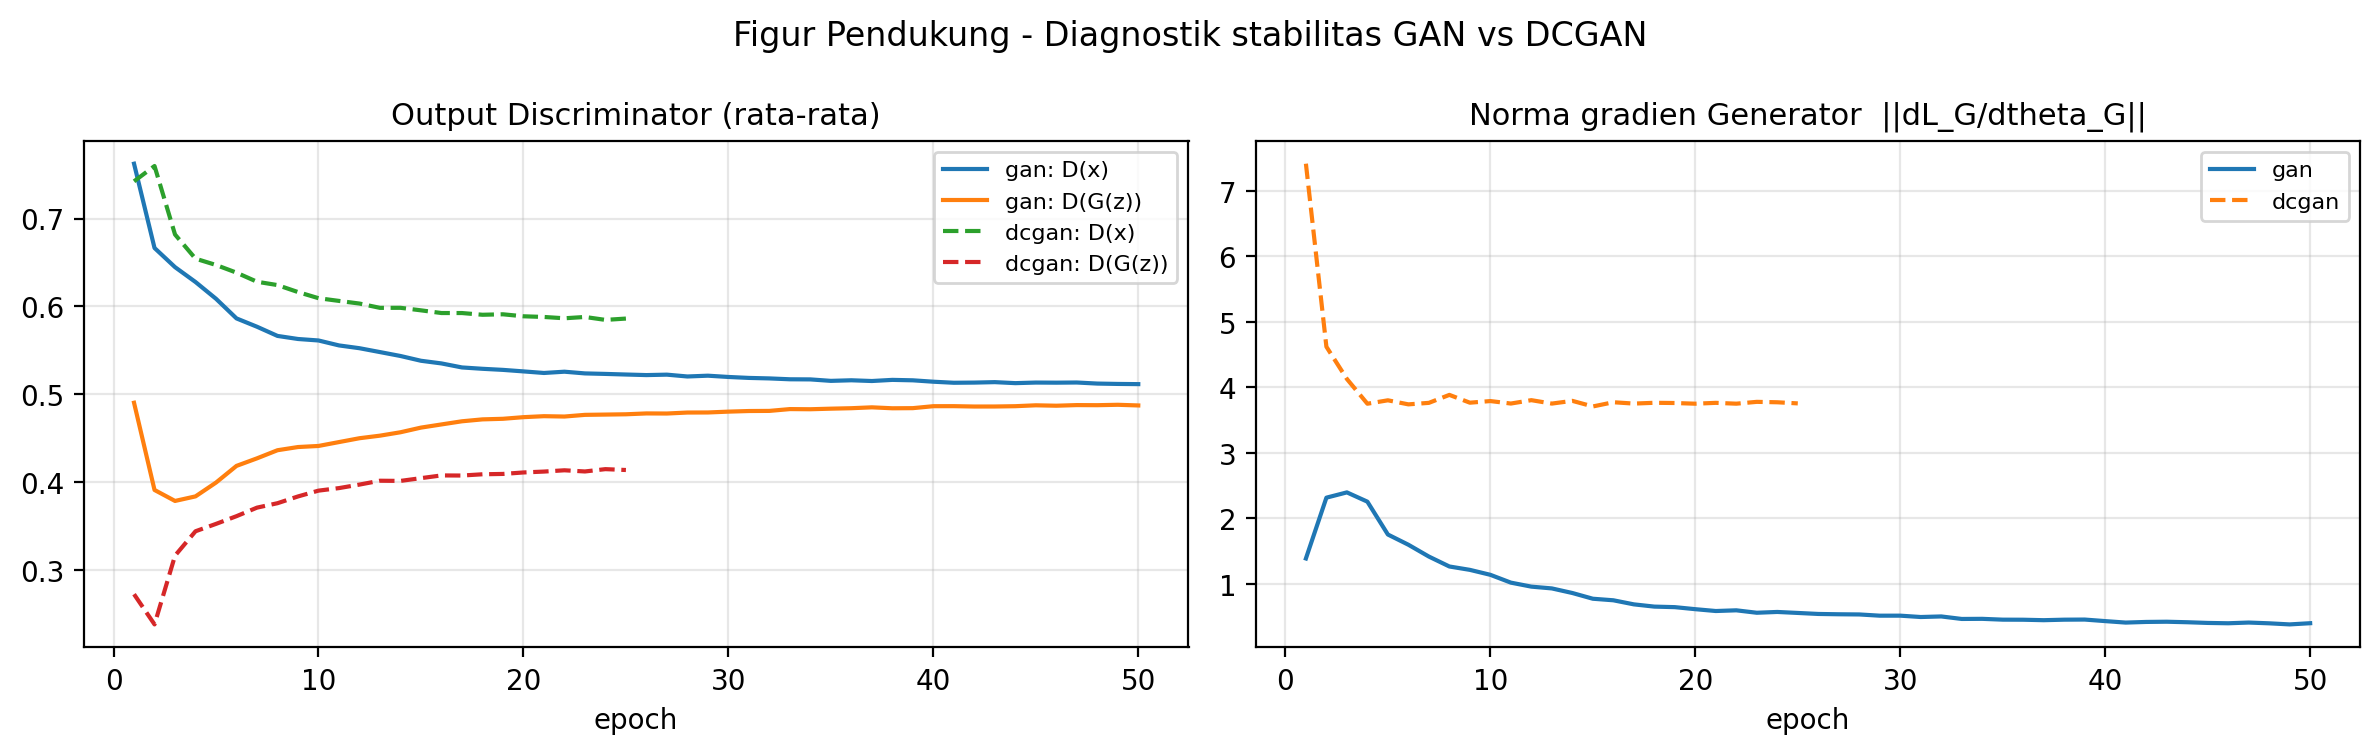 Figur Pendukung - Diagnostik stabilitas GAN vs DCGAN
Output Discriminator (rata-rata)
gan: D(x)
gan: D(G(z))
dcgan: D(x)
dcgan: D(G(z))
0.7
0.6
0.5
0.4
0.3
0 10 20 30 40 50
epoch
Norma gradien Generator ||dL_G/dtheta_G||
gan
dcgan
7
6
5
4
3
2
1
0 10 20 30 40 50
epoch